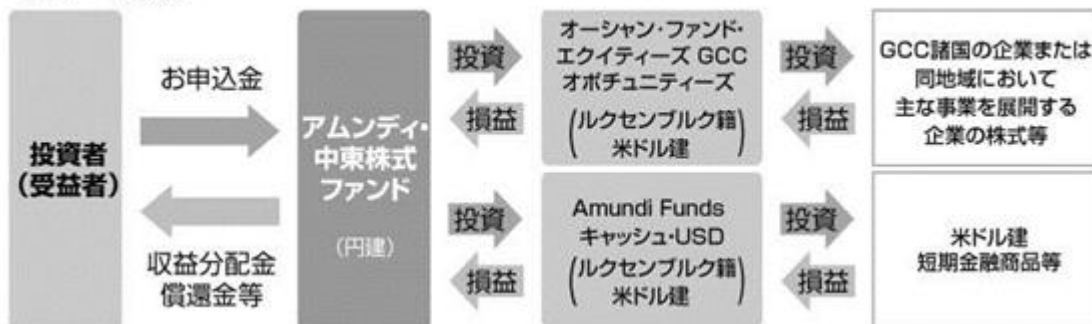 投資者
(受益者)
お申込金
収益分配金
償還金等
アムンディ・
中東株式
ファンド
(円建)
投資
損益
オーシャン・ファンド・
エクイティーズ GCC
オポチュニティーズ
(ルクセンブルク籍
米ドル建)
投資
損益
GCC諸国の企業または
同地域において
主な事業を展開する
企業の株式等
投資
損益
Amundi Funds
キャッシュ・USD
(ルクセンブルク籍
米ドル建)
投資
損益
米ドル建
短期金融商品等